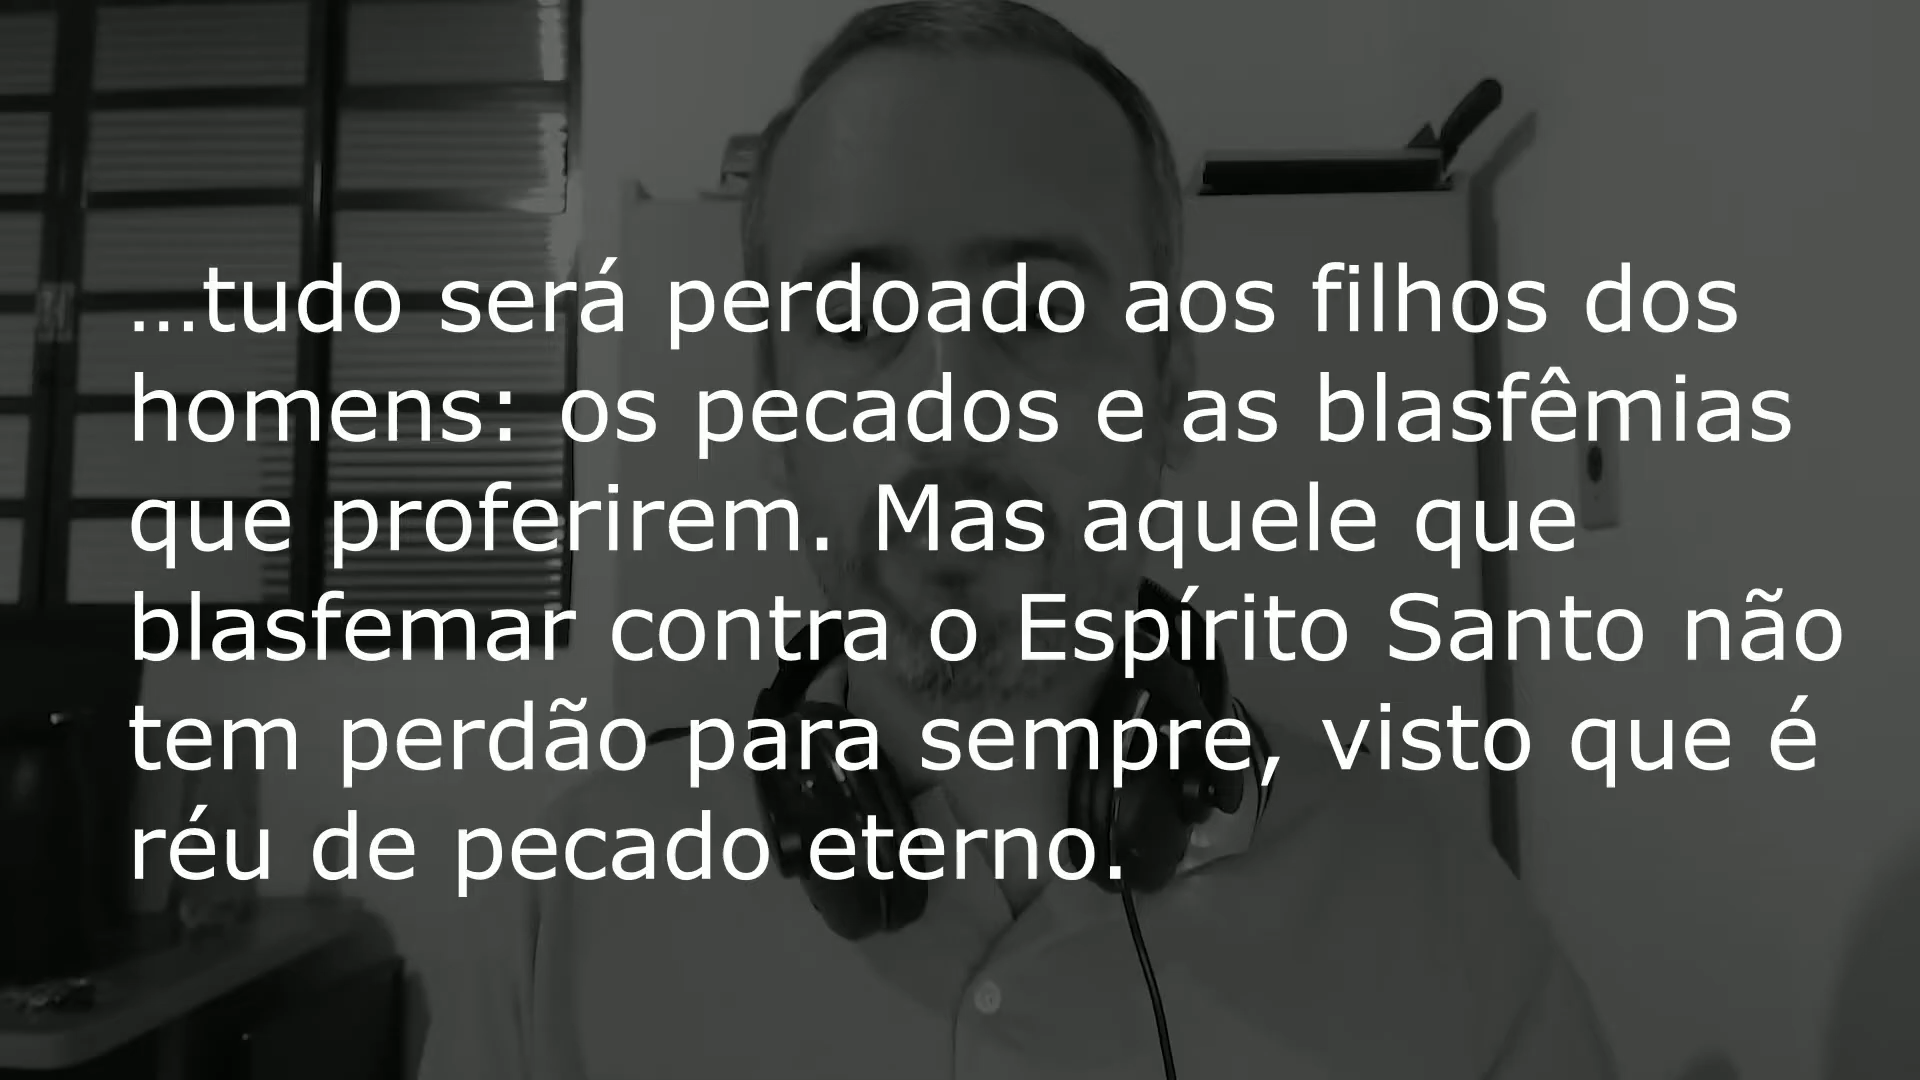 ...tudo será perdoado aos filhos dos
homens: os pecados e as blasfêmias
que proferirem. Mas aquele que
blasfemar contra o Espírito Santo não
tem perdão para sempre, visto que é
réu de pecado eterno.